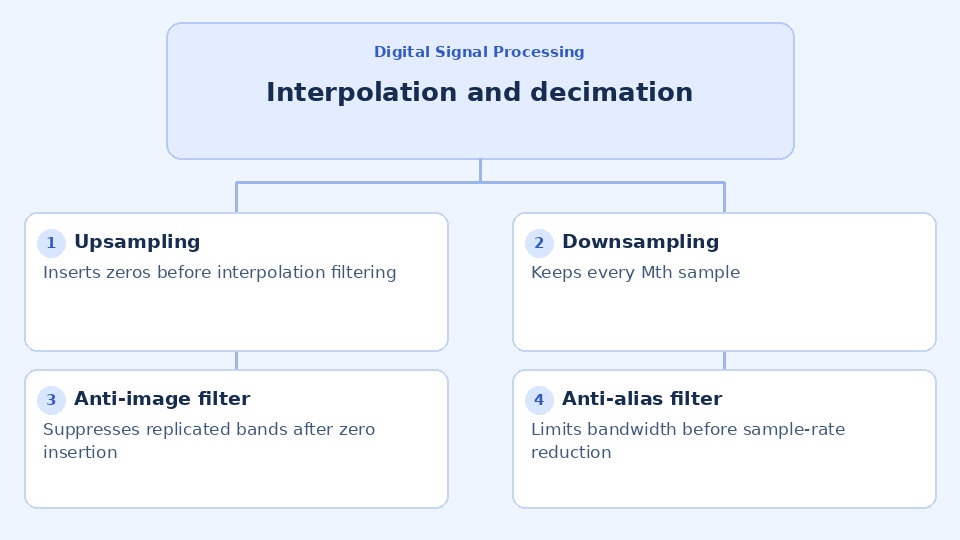 Digital Signal Processing
Interpolation and decimation
1 Upsampling
Inserts zeros before interpolation filtering
2 Downsampling
Keeps every Mth sample
3 Anti-image filter
Suppresses replicated bands after zero
insertion
4 Anti-alias filter
Limits bandwidth before sample-rate
reduction